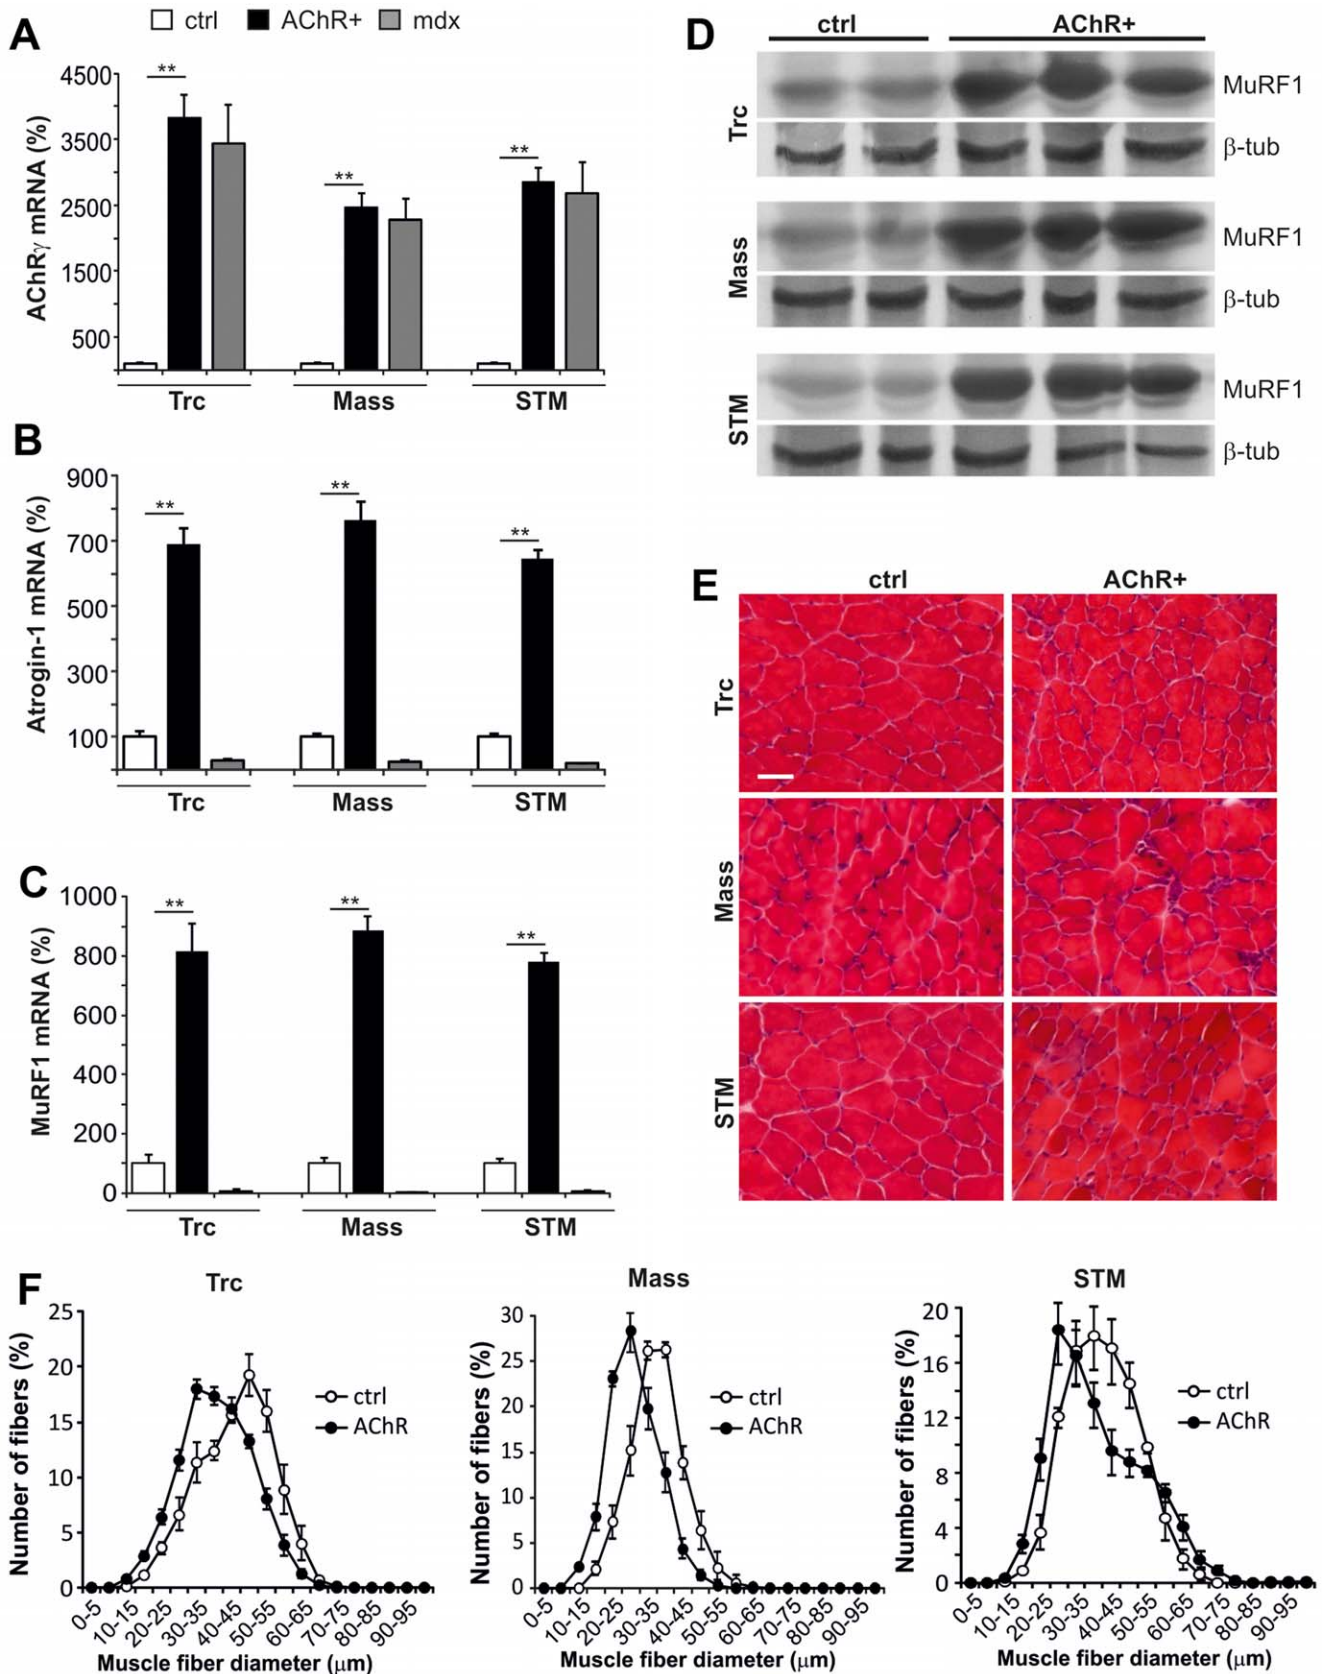 A
ctrl AChR+ mdx
AChRγ mRNA (%)
4500
3500
2500
1500
500
**
**
**
Trc Mass STM
B
Atrogin-1 mRNA (%)
900
700
500
300
100
**
**
**
Trc Mass STM
C
MuRF1 mRNA (%)
1000
800
600
400
200
0
**
**
**
Trc Mass STM
D
ctrl AChR+
Trc
MuRF1
β-tub
Mass
MuRF1
β-tub
STM
MuRF1
β-tub
E
ctrl AChR+
Trc
Mass
STM
F
Trc
Number of fibers (%)
25
20
15
10
5
0
ctrl
AChR
0-5 10-15 20-25 30-35 40-45 50-55 60-65 70-75 80-85 90-95
Muscle fiber diameter (μm)
Mass
Number of fibers (%)
30
25
20
15
10
5
0
ctrl
AChR
0-5 10-15 20-25 30-35 40-45 50-55 60-65 70-75 80-85 90-95
Muscle fiber diameter (μm)
STM
Number of fibers (%)
20
16
12
8
4
0
ctrl
AChR
0-5 10-15 20-25 30-35 40-45 50-55 60-65 70-75 80-85 90-95
Muscle fiber diameter (μm)